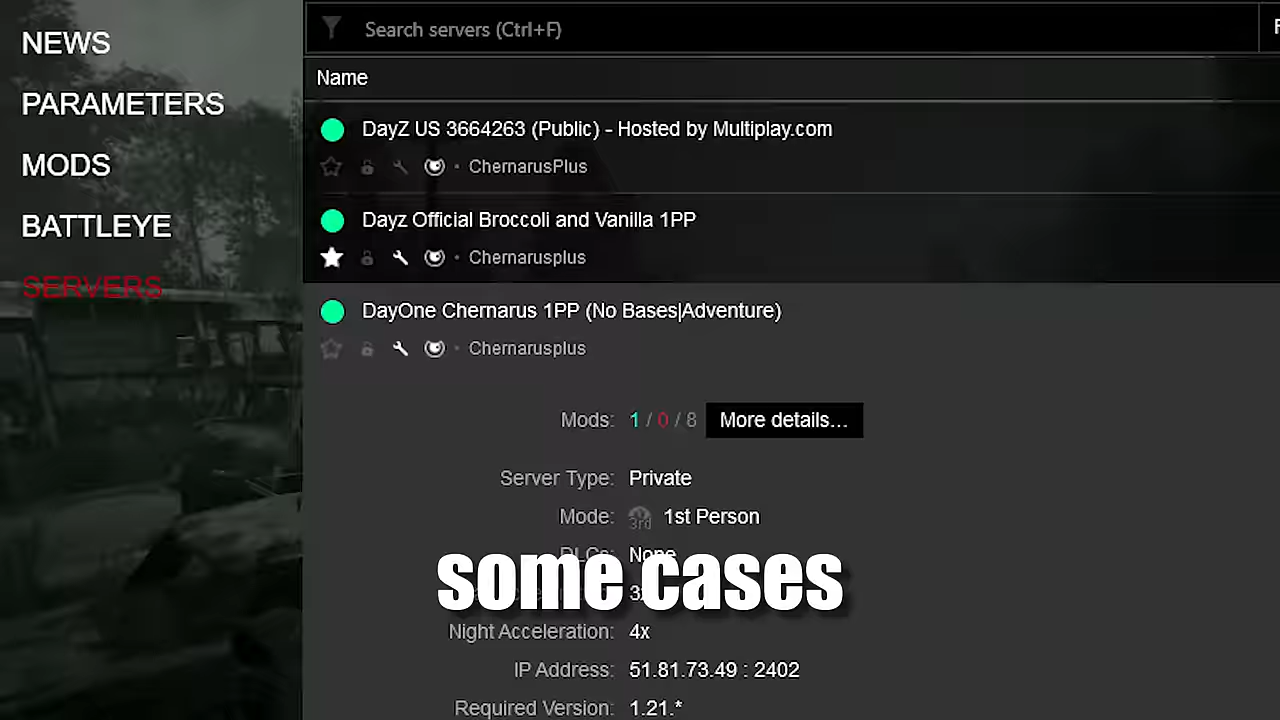 NEWS
PARAMETERS
MODS
BATTLEYE
SERVERS
Search servers (Ctrl+F)
Name
DayZ US 3664263 (Public) - Hosted by Multiplay.com
ChernarusPlus
Dayz Official Broccoli and Vanilla 1PP
Chernarusplus
DayOne Chernarus 1PP (No Bases|Adventure)
Chernarusplus
Mods: 1 / 0 / 8 More details...
Server Type: Private
Mode: 3rd 1st Person
DLCs: None
some cases
Night Acceleration: 4x
IP Address: 51.81.73.49 : 2402
Required Version: 1.21.*